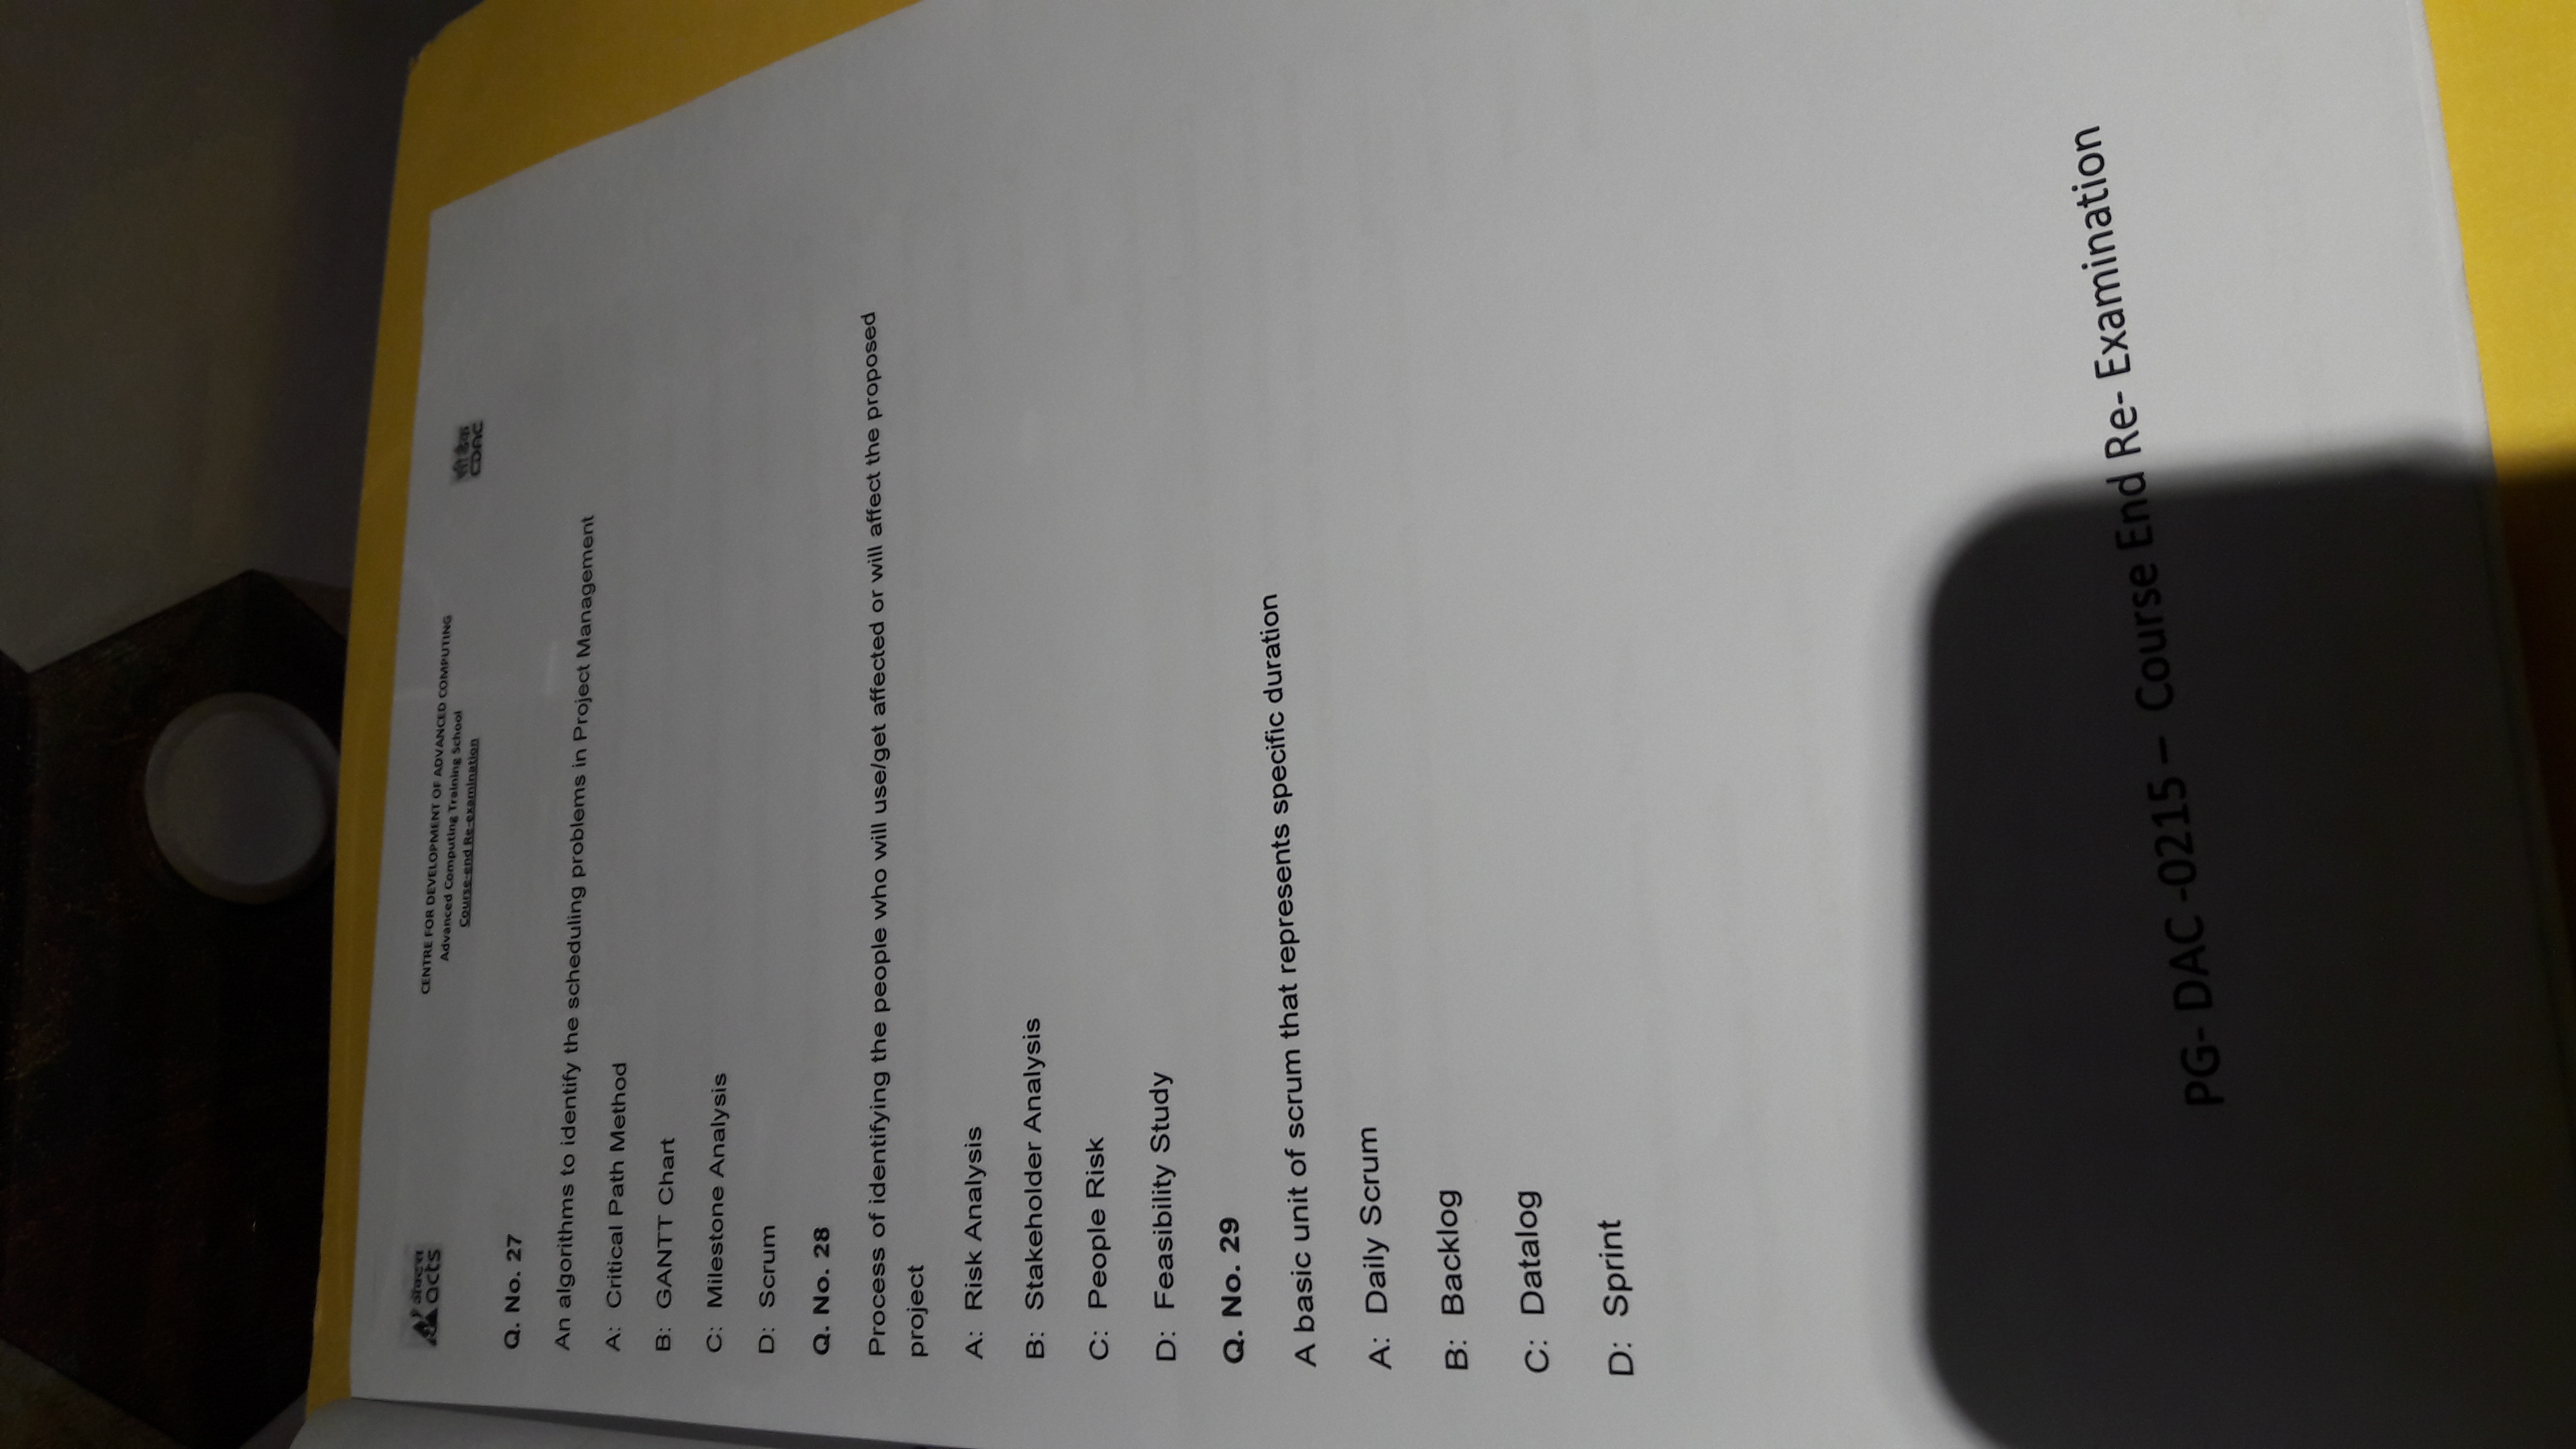 ॲक्टस
acts
CENTRE FOR DEVELOPMENT OF ADVANCED COMPUTING
Advanced Computing Training School
Course-end Re-examination
सी डैक
CDAC
Q. No. 27
An algorithms to identify the scheduling problems in Project Management
A: Critical Path Method
B: GANTT Chart
C: Milestone Analysis
D: Scrum
Q. No. 28
Process of identifying the people who will use/get affected or will affect the proposed
project
A: Risk Analysis
B: Stakeholder Analysis
C: People Risk
D: Feasibility Study
Q. No. 29
A basic unit of scrum that represents specific duration
A: Daily Scrum
B: Backlog
C: Datalog
D: Sprint
PG- DAC -0215 – Course End Re- Examination